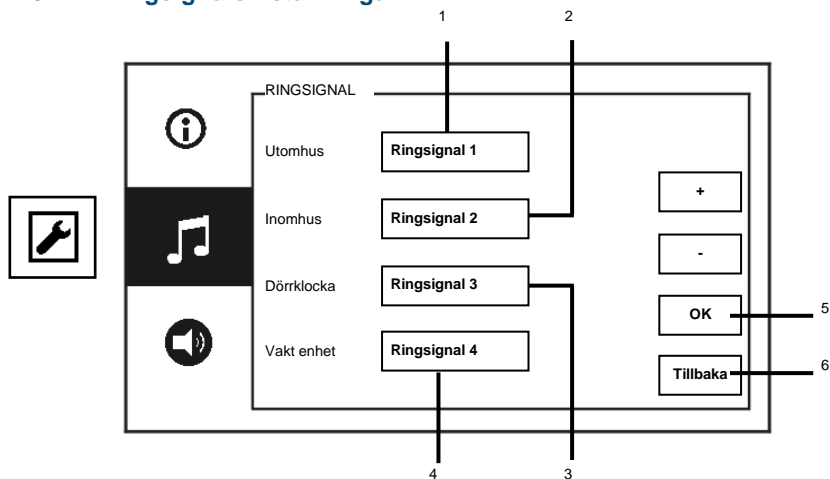 1
2
RINGSIGNAL
Utomhus
Ringsignal 1
+
Inomhus
Ringsignal 2
-
Dörrklocka
Ringsignal 3
OK
5
Vakt enhet
Ringsignal 4
Tillbaka
6
4
3